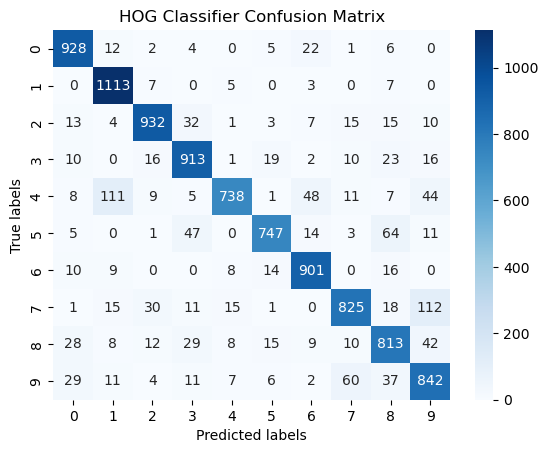 HOG Classifier Confusion Matrix
True labels
0 928 12 2 4 0 5 22 1 6 0
1 0 1113 7 0 5 0 3 0 7 0
2 13 4 932 32 1 3 7 15 15 10
3 10 0 16 913 1 19 2 10 23 16
4 8 111 9 5 738 1 48 11 7 44
5 5 0 1 47 0 747 14 3 64 11
6 10 9 0 0 8 14 901 0 16 0
7 1 15 30 11 15 1 0 825 18 112
8 28 8 12 29 8 15 9 10 813 42
9 29 11 4 11 7 6 2 60 37 842
0 1 2 3 4 5 6 7 8 9
Predicted labels
1000
800
600
400
200
0